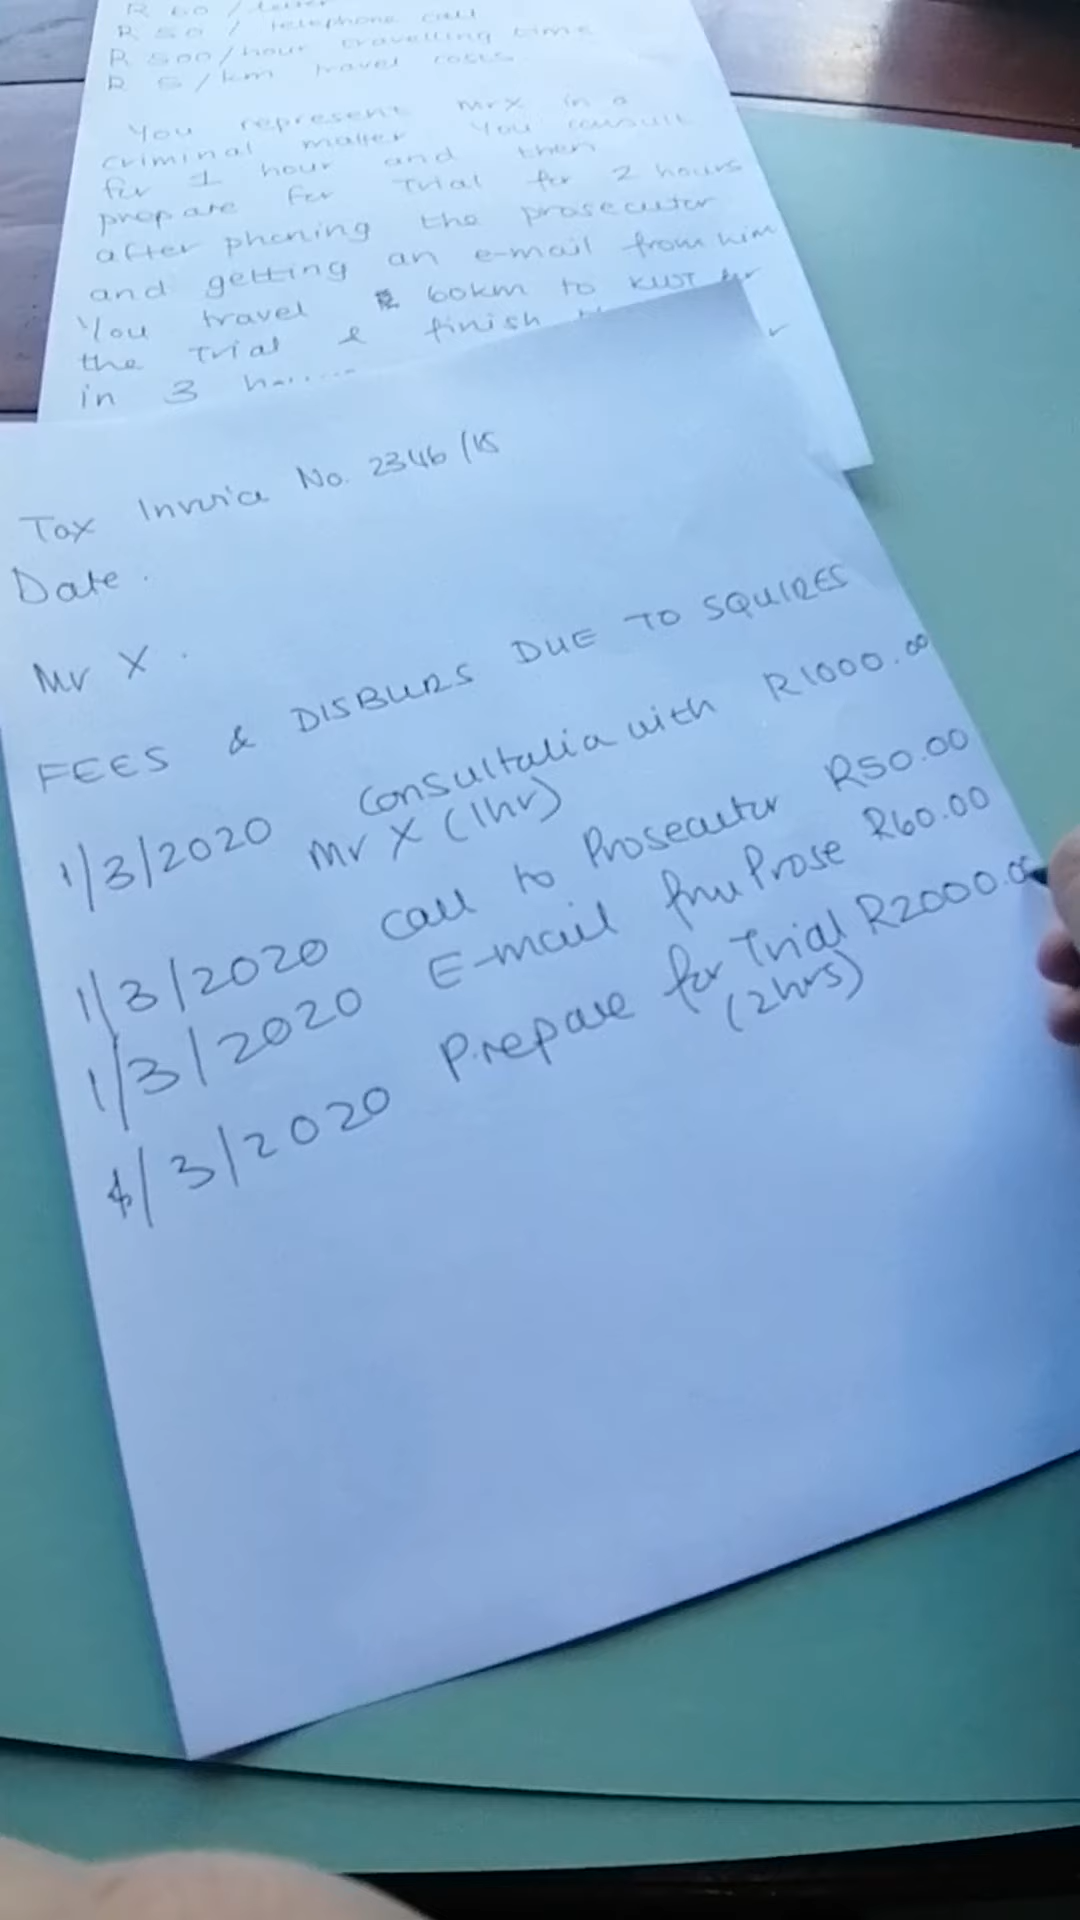 R 60 / letter
R 50 / telephone call
R 500/hour travelling time
R 5/km travel costs
You represent Mr X in a
criminal matter. You consult
for 1 hour and then
prepare for Trial for 2 hours
after phoning the prosecutor
and getting an e-mail from him
You travel 60km to KWT for
the Trial & finish
in 3
Tax Invoice No. 2346/15
Date.
Mr X.
FEES & DISBURS DUE TO SQUIRES
1/3/2020 Consultatia with R1000.00
Mr X (1hr)
1/3/2020 call to Prosecutor R50.00
1/3/2020 E-mail from Prose R60.00
1/3/2020 Prepare for Trial R2000.00
(2hrs)